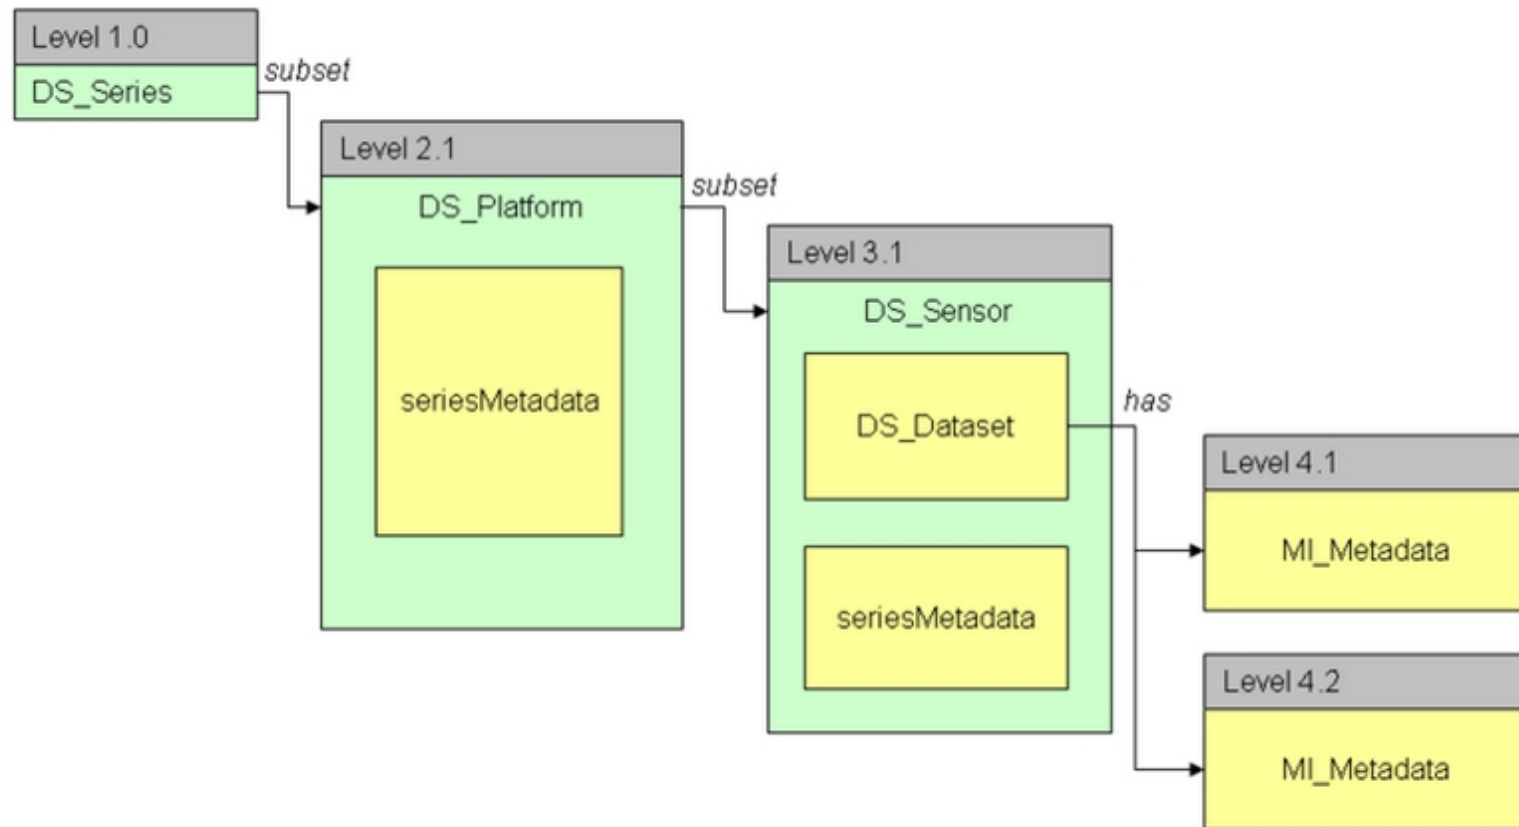 Level 1.0
DS_Series
subset
Level 2.1
DS_Platform
seriesMetadata
subset
Level 3.1
DS_Sensor
DS_Dataset
seriesMetadata
has
Level 4.1
MI_Metadata
Level 4.2
MI_Metadata